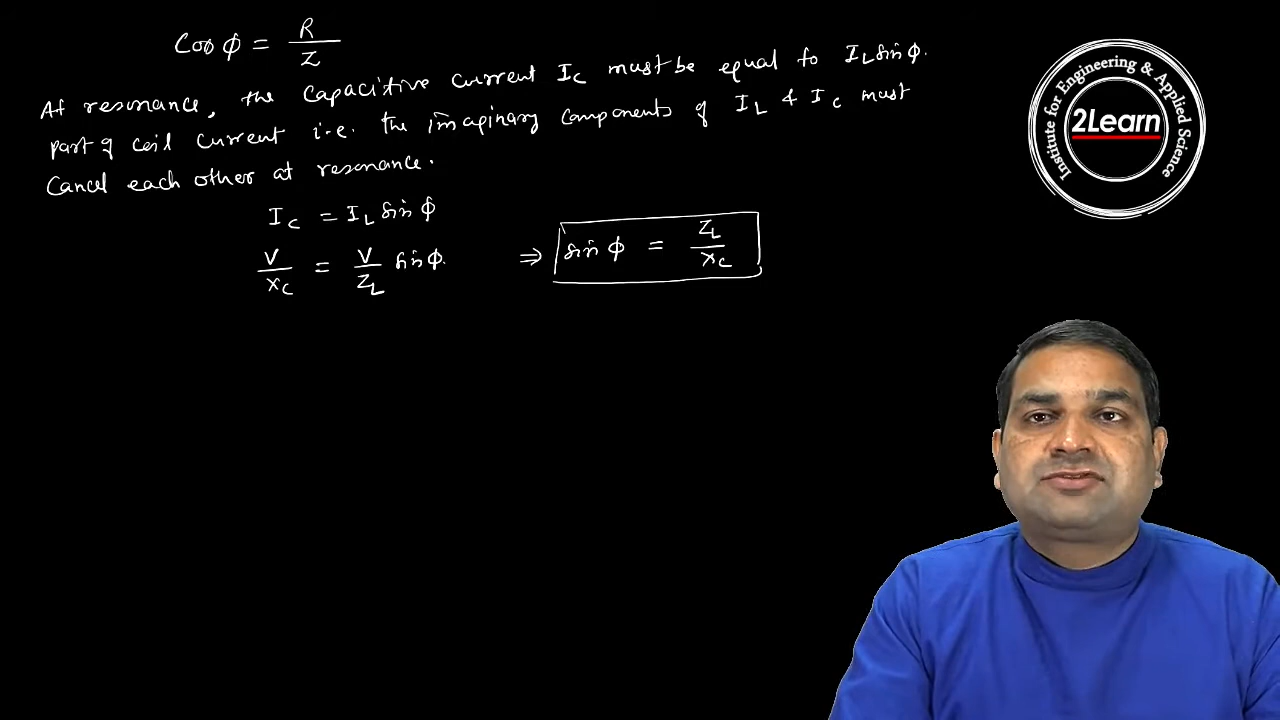 Cos ϕ = R/Z
At resonance, the capacitive current I_C must be equal to I_L sin ϕ.
part of coil current i.e. the imaginary components of I_L & I_C must
Cancel each other at resonance.
I_C = I_L sin ϕ
V/X_C = V/Z_L sin ϕ. ⇒ sin ϕ = Z_L/X_C
Institute for Engineering & Applied Science
2Learn